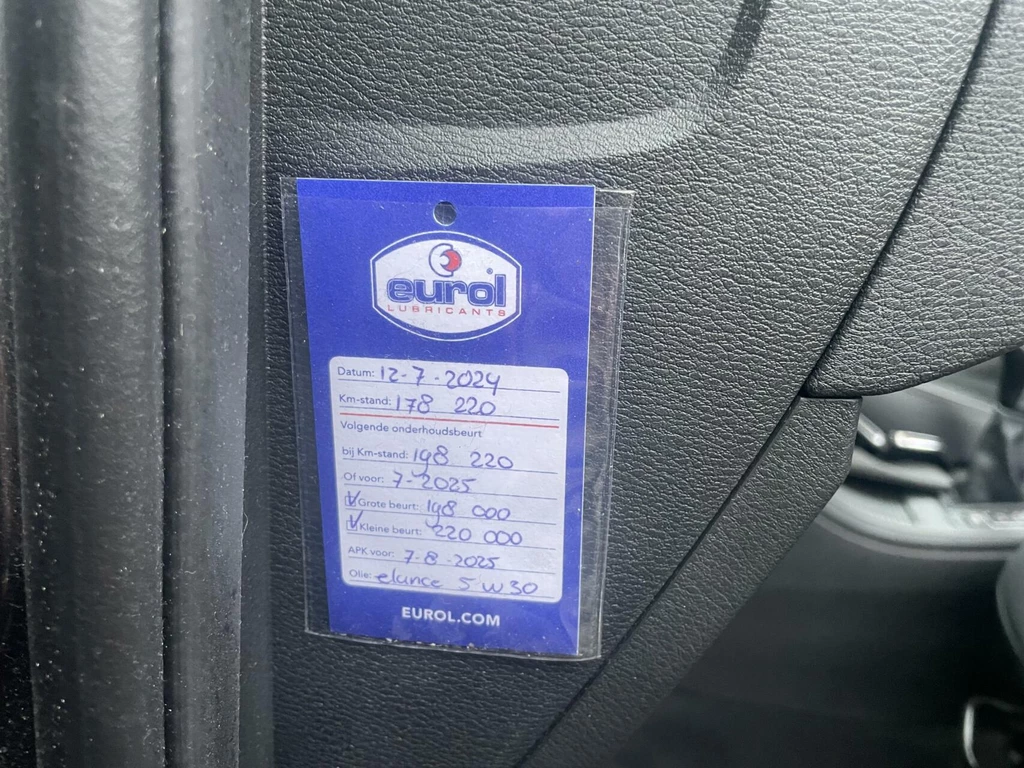 eurol®
LUBRICANTS
Datum: 12-7-2024
Km-stand: 178 220
Volgende onderhoudsbeurt
bij Km-stand: 198 220
Of voor: 7-2025
Grote beurt: 198 000
Kleine beurt: 220 000
APK voor: 7-8-2025
Olie: elance 5W30
EUROL.COM